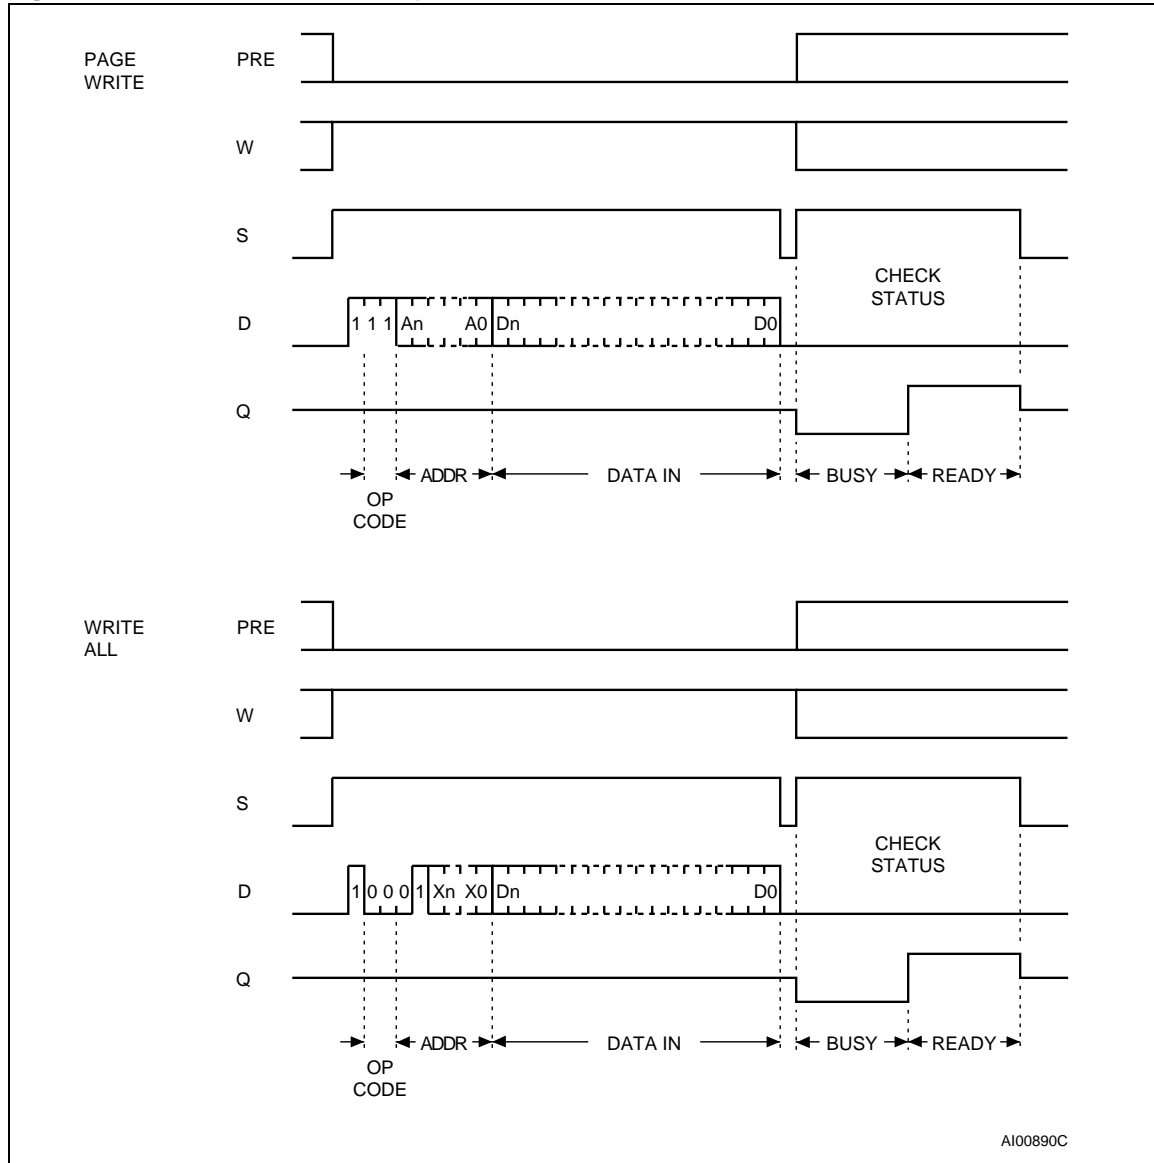 PAGE WRITE PRE
W
S
CHECK STATUS
D 1 1 1 An A0 Dn D0
Q
ADDR DATA IN BUSY READY
OP CODE
WRITE ALL PRE
W
S
CHECK STATUS
D 1 0 0 0 1 Xn X0 Dn D0
Q
ADDR DATA IN BUSY READY
OP CODE
AI00890C